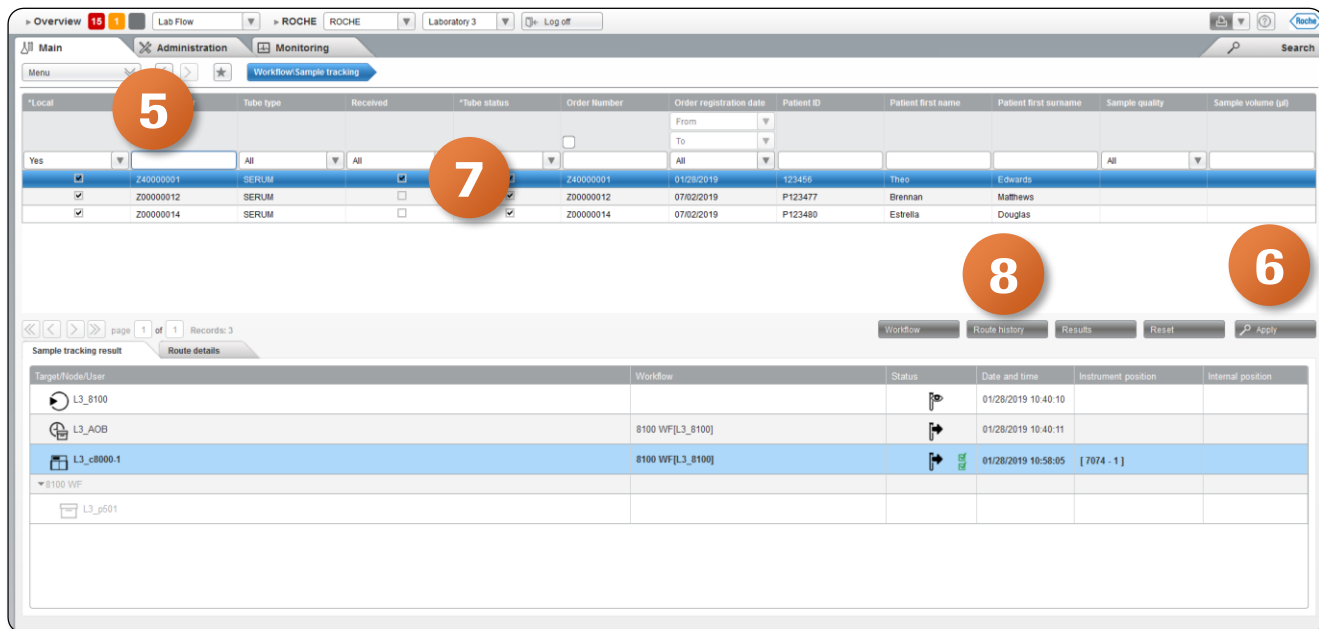 ▸ Overview 15 1 Lab Flow ▸ ROCHE ROCHE Laboratory 3 Log off Roche
Main Administration Monitoring Search
Menu Workflow\Sample tracking
*Local Tube type Received *Tube status Order Number Order registration date Patient ID Patient first name Patient first surname Sample quality Sample volume (µl)
5
From
To
Yes All All All All
7
Z40000001 SERUM Z40000001 01/28/2019 123456 Theo Edwards
Z00000012 SERUM Z00000012 07/02/2019 P123477 Brennan Matthews
Z00000014 SERUM Z00000014 07/02/2019 P123480 Estrella Douglas
8
6
page 1 of 1 Records: 3 Workflow Route history Results Reset Apply
Sample tracking result Route details
Target/Node/User Workflow Status Date and time Instrument position Internal position
L3_8100 01/28/2019 10:40:10
L3_AOB 8100 WF[L3_8100] 01/28/2019 10:40:11
L3_c8000-1 8100 WF[L3_8100] 01/28/2019 10:58:05 [ 7074 - 1 ]
▾8100 WF
L3_p501